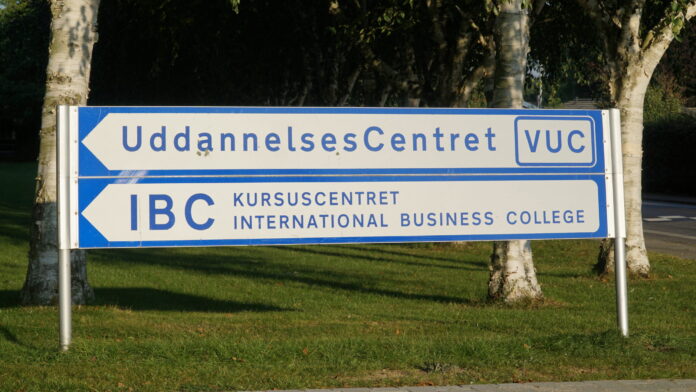 UddannelsesCentret VUC
IBC KURSUSCENTRET
INTERNATIONAL BUSINESS COLLEGE